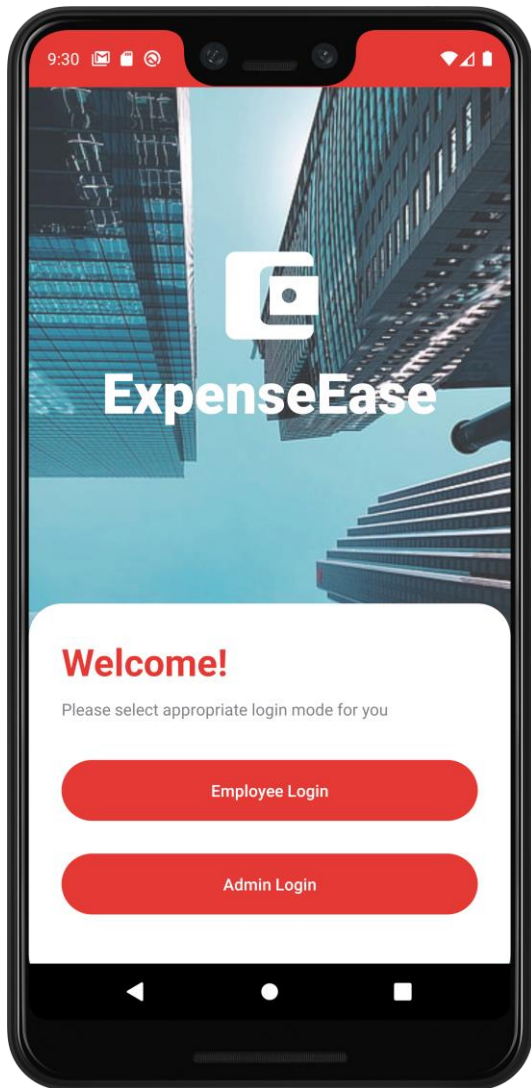 9:30
ExpenseEase
Welcome!
Please select appropriate login mode for you
Employee Login
Admin Login